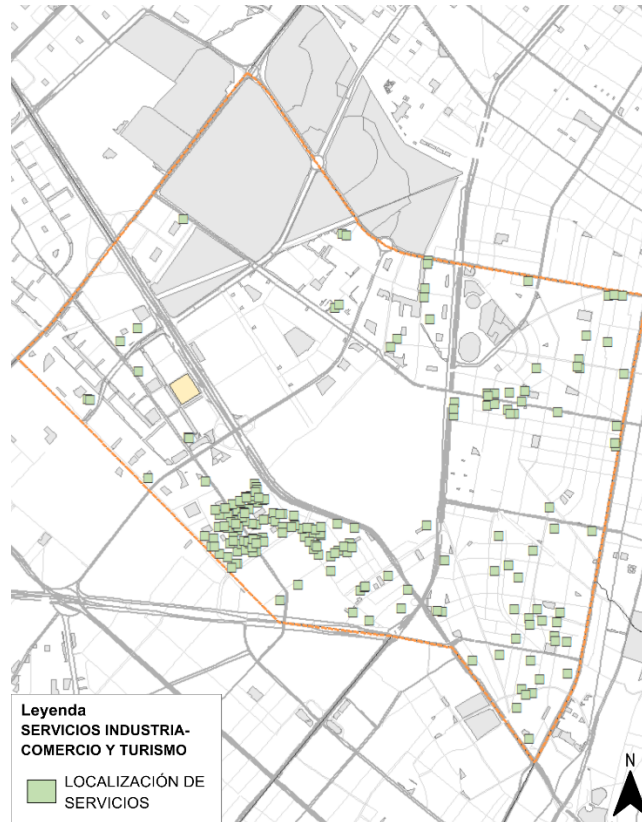 Leyenda
SERVICIOS INDUSTRIA-
COMERCIO Y TURISMO
LOCALIZACIÓN DE
SERVICIOS
N